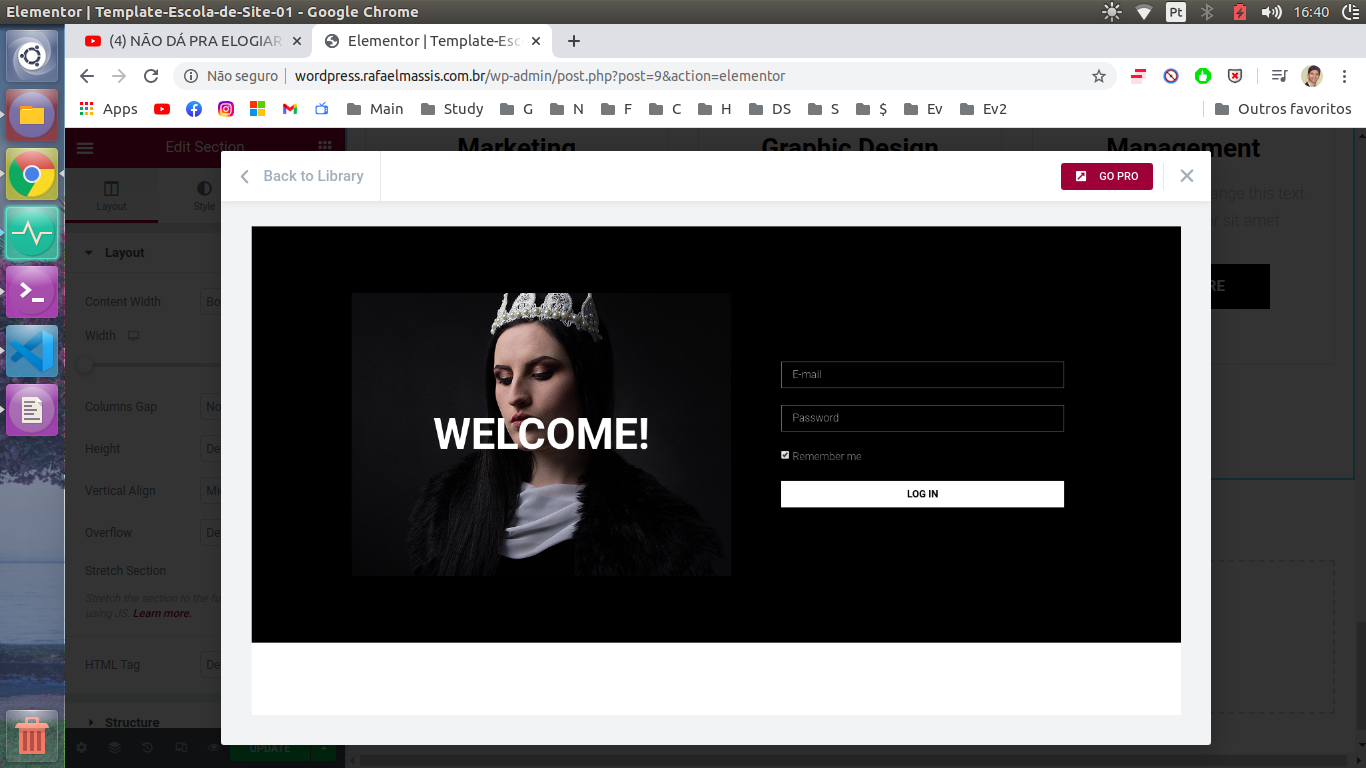 Elementor | Template-Escola-de-Site-01 - Google Chrome
Pt
16:40
(4) NÃO DÁ PRA ELOGIAR
Elementor | Template-Esc
Não seguro
wordpress.rafaelmassis.com.br/wp-admin/post.php?post=9&action=elementor
Apps
Main
Study
G
N
F
C
H
DS
S
$
Ev
Ev2
Outros favoritos
Edit Section
Marketing
Graphic Design
Management
Back to Library
GO PRO
Layout
Style
ange this text
r sit amet
RE
Layout
Content Width
Bo
Width
Columns Gap
No
Height
De
Vertical Align
Mi
Overflow
De
Stretch Section
Stretch the section to the fu
using JS. Learn more.
HTML Tag
De
Structure
UPDATE
WELCOME!
E-mail
Password
Remember me
LOG IN